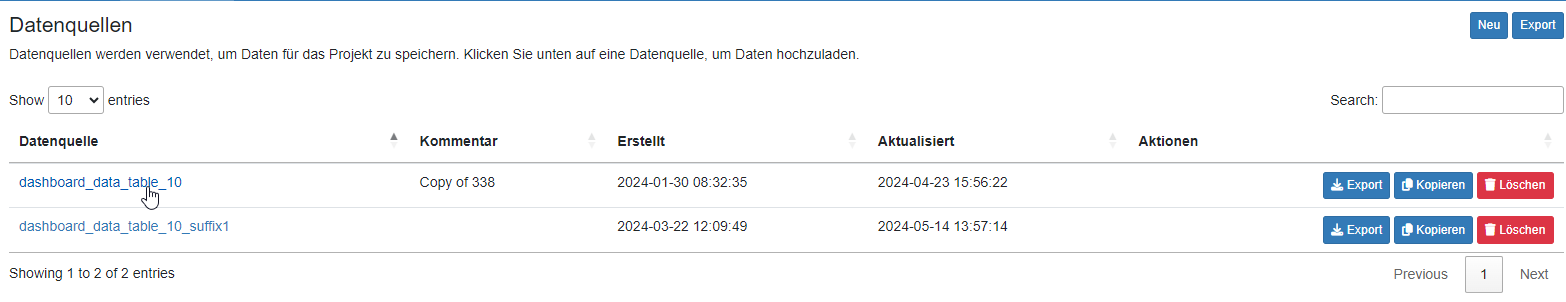 Datenquellen Neu Export
Datenquellen werden verwendet, um Daten für das Projekt zu speichern. Klicken Sie unten auf eine Datenquelle, um Daten hochzuladen.
Show 10 entries Search:
Datenquelle Kommentar Erstellt Aktualisiert Aktionen
dashboard_data_table_10 Copy of 338 2024-01-30 08:32:35 2024-04-23 15:56:22 Export Kopieren Löschen
dashboard_data_table_10_suffix1 2024-03-22 12:09:49 2024-05-14 13:57:14 Export Kopieren Löschen
Showing 1 to 2 of 2 entries Previous 1 Next